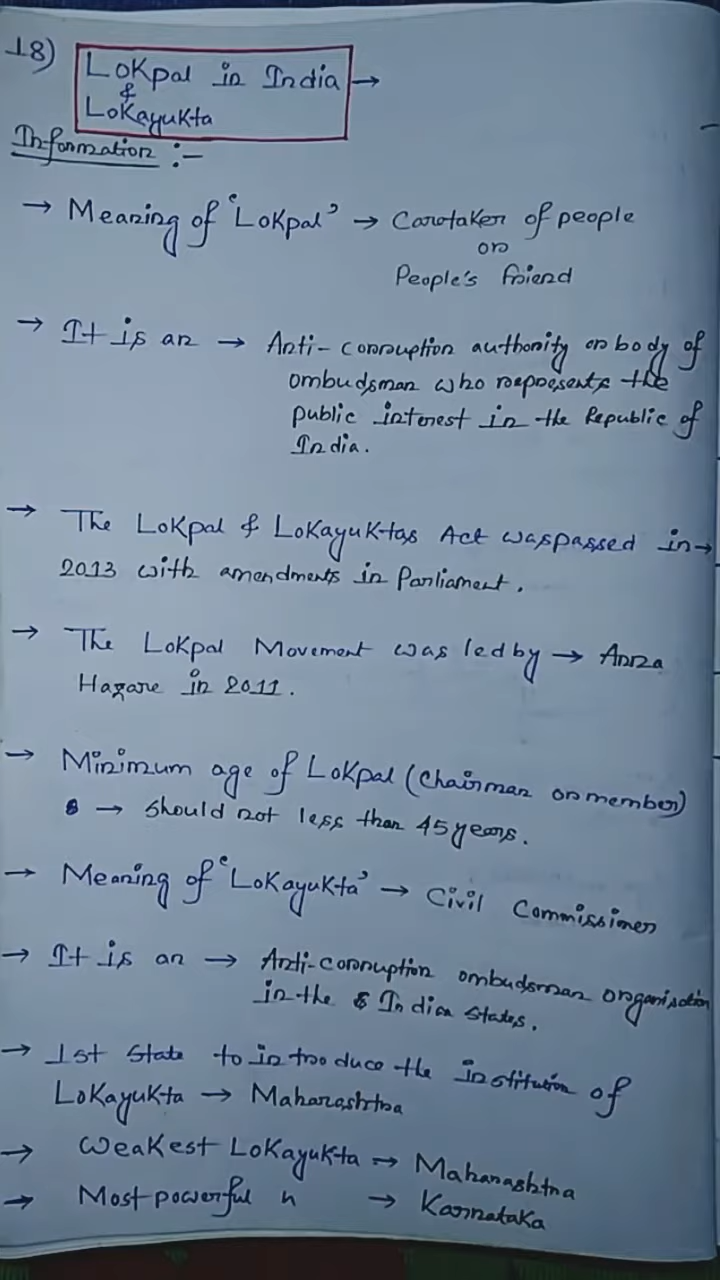 18) Lokpal in India →
&
Lokayukta
Information :-
→ Meaning of 'Lokpal' → Carotaker of people
or
People's friend
→ It is an → Anti-corruption authority or body of
ombudsman who represents the
public interest in the Republic of
India.
→ The Lokpal & Lokayuktas Act was passed in →
2013 with amendments in Parliament.
→ The Lokpal Movement was led by → Anna
Hazare in 2011.
→ Minimum age of Lokpal (Chairman or member)
→ should not less than 45 years.
→ Meaning of 'Lokayukta' → Civil Commissioner
→ It is an → Anti-corruption ombudsman organisation
in the Indian States.
→ 1st State to introduce the institution of
Lokayukta → Maharashtra
→ Weakest Lokayukta → Maharashtra
→ Most powerful " → Karnataka